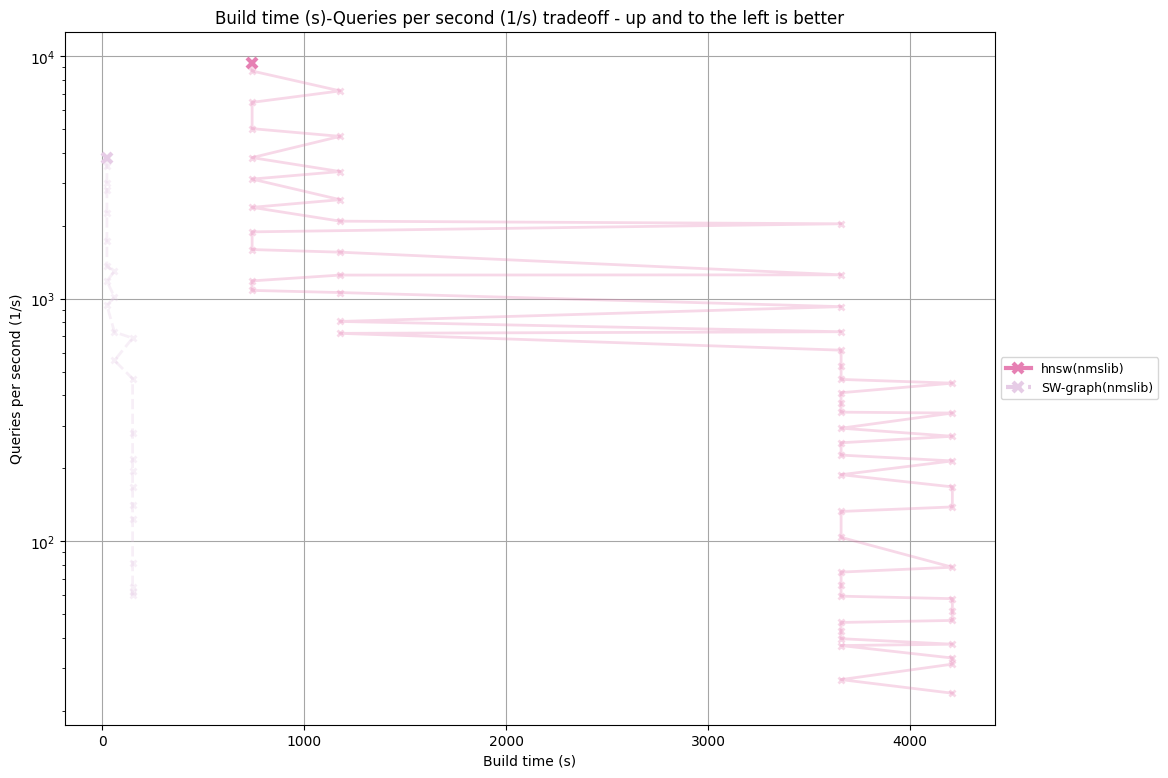 Build time (s)-Queries per second (1/s) tradeoff - up and to the left is better
Queries per second (1/s)
10^4
10^3
10^2
0 1000 2000 3000 4000
Build time (s)
hnsw(nmslib)
SW-graph(nmslib)